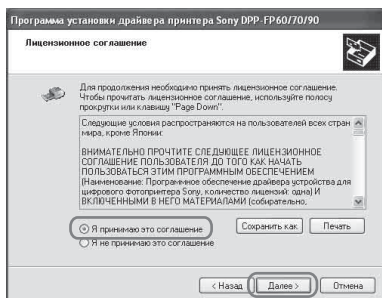 Программа установки драйвера принтера Sony DPP-FP60/70/90
Лицензионное соглашение
Для продолжения необходимо принять лицензионное соглашение.
Чтобы прочитать лицензионное соглашение, используйте полосу
прокрутки или клавишу "Page Down".
Следующие условия распространяются на пользователей всех стран
мира, кроме Японии:
ВНИМАТЕЛЬНО ПРОЧТИТЕ СЛЕДУЮЩЕЕ ЛИЦЕНЗИОННОЕ
СОГЛАШЕНИЕ ПОЛЬЗОВАТЕЛЯ ДО ТОГО КАК НАЧАТЬ
ПОЛЬЗОВАТЬСЯ ЭТИМ ПРОГРАММНЫМ ОБЕСПЕЧЕНИЕМ
(Наименование: Программное обеспечение драйвера устройства для
цифрового фотопринтера Sony, количество лицензий: одна) И
ВКЛЮЧЕННЫМИ В НЕГО МАТЕРИАЛАМИ (собирательно,
Я принимаю это соглашение
Сохранить как
Печать
Я не принимаю это соглашение
< Назад
Далее >
Отмена